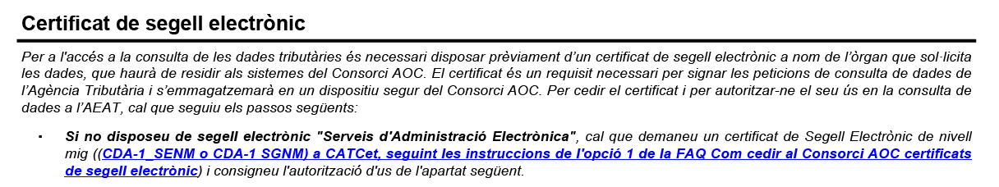 Certificat de segell electrònic
Per a l'accés a la consulta de les dades tributàries és necessari disposar prèviament d’un certificat de segell electrònic a nom de l’òrgan que sol·licita
les dades, que haurà de residir als sistemes del Consorci AOC. El certificat és un requisit necessari per signar les peticions de consulta de dades de
l’Agència Tributària i s’emmagatzemarà en un dispositiu segur del Consorci AOC. Per cedir el certificat i per autoritzar-ne el seu ús en la consulta de
dades a l’AEAT, cal que seguiu els passos següents:
▪ Si no disposeu de segell electrònic "Serveis d'Administració Electrònica", cal que demaneu un certificat de Segell Electrònic de nivell
mig ((CDA-1_SENM o CDA-1 SGNM) a CATCet, seguint les instruccions de l'opció 1 de la FAQ Com cedir al Consorci AOC certificats
de segell electrònic) i consigneu l'autorització d'us de l'apartat següent.